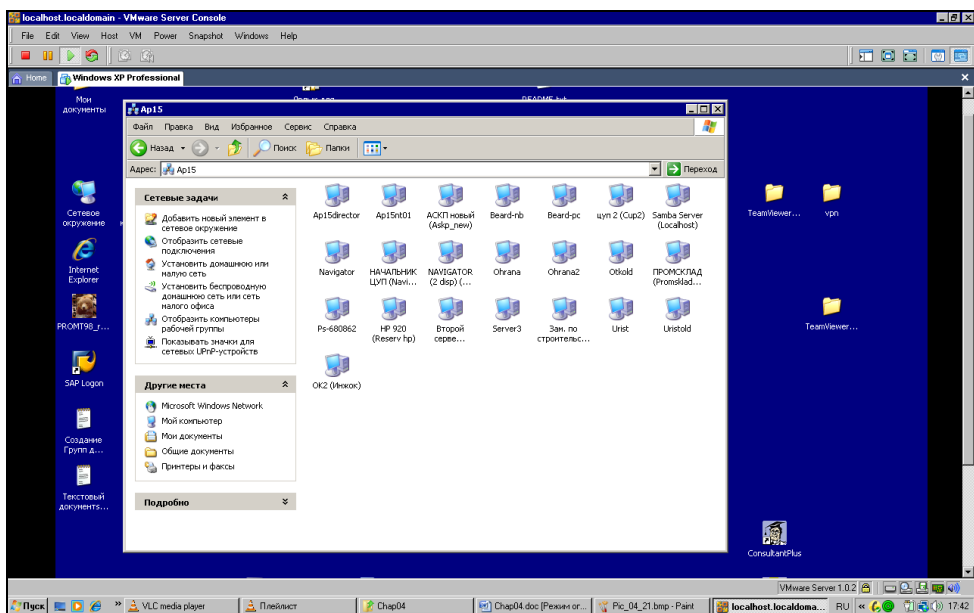 localhost.localdomain - VMware Server Console
File Edit View Host VM Power Snapshot Windows Help
Home Windows XP Professional
Мои
документы
Ap15
Файл Правка Вид Избранное Сервис Справка
Назад Поиск Папки
Адрес: Ap15 Переход
Сетевые задачи
Добавить новый элемент в
сетевое окружение
Отобразить сетевые
подключения
Установить домашнюю или
малую сеть
Установить беспроводную
домашнюю сеть или сеть
малого офиса
Отобразить компьютеры
рабочей группы
Показывать значки для
сетевых UPnP-устройств
Другие места
Microsoft Windows Network
Мой компьютер
Мои документы
Общие документы
Принтеры и факсы
Подробно
Ap15director Ap15nt01 АСКП новый Beard-nb Beard-pc цуп 2 (Cup2) Samba Server
(Askp_new) (Localhost)
Navigator НАЧАЛЬНИК NAVIGATOR Ohrana Ohrana2 Otkold ПРОМСКЛАД
ЦУП (Navi... (2 disp) (... (Promsklad...
Ps-680862 HP 920 Второй Server3 Зам. по Urist Uristold
(Reserv hp) серве... строительс...
ОК2 (Инжок)
Сетевое
окружение
Internet
Explorer
PROMT98_r...
SAP Logon
Создание
Групп д...
Текстовый
документs...
TeamViewer... vpn
TeamViewer...
ConsultantPlus
VMware Server 1.0.2
Пуск VLC media player Плейлист Chap04 Chap04.doc [Режим ог... Pic_04_21.bmp - Paint localhost.localdoma... RU 17:42